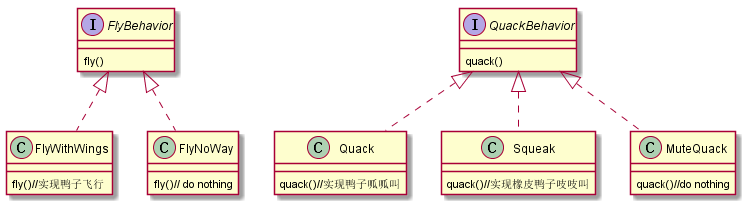 I FlyBehavior
fly()
I QuackBehavior
quack()
C FlyWithWings
fly()//实现鸭子飞行
C FlyNoWay
fly()// do nothing
C Quack
quack()//实现鸭子呱呱叫
C Squeak
quack()//实现橡皮鸭子吱吱叫
C MuteQuack
quack()//do nothing